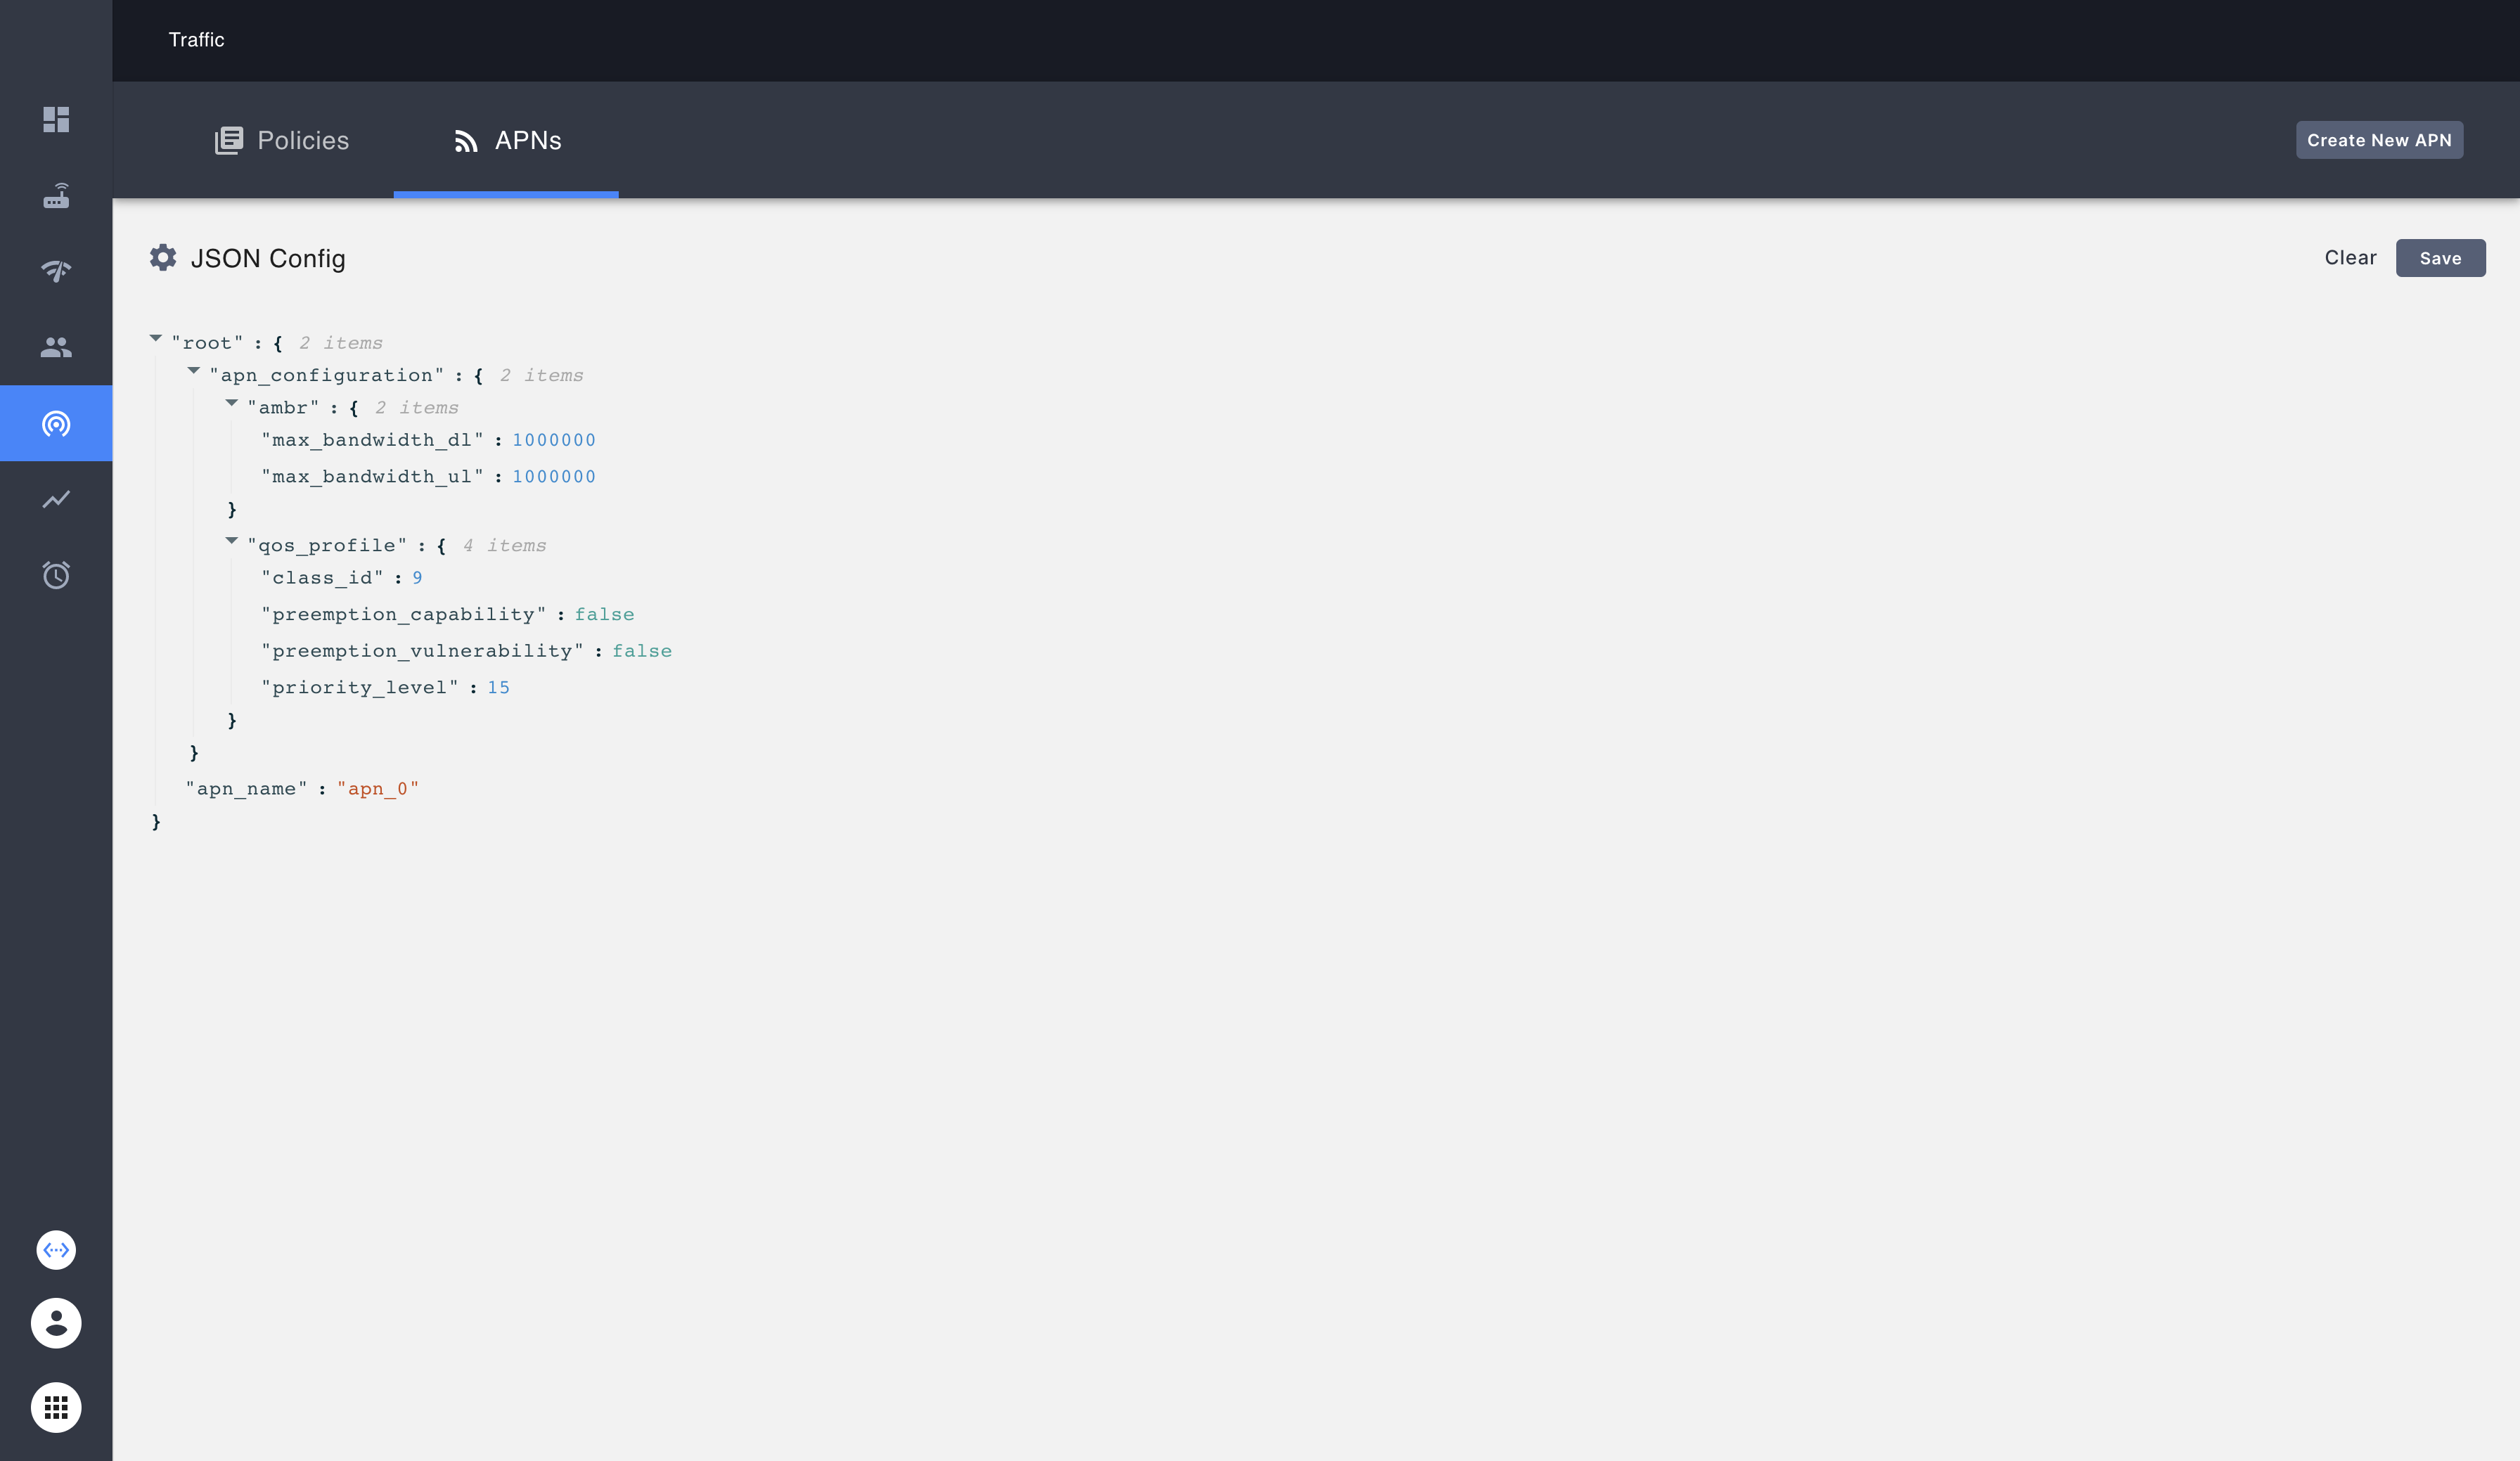 Traffic
Policies
APNs
Create New APN
JSON Config
Clear
Save
"root" : { 2 items
"apn_configuration" : { 2 items
"ambr" : { 2 items
"max_bandwidth_dl" : 1000000
"max_bandwidth_ul" : 1000000
}
"qos_profile" : { 4 items
"class_id" : 9
"preemption_capability" : false
"preemption_vulnerability" : false
"priority_level" : 15
}
}
"apn_name" : "apn_0"
}